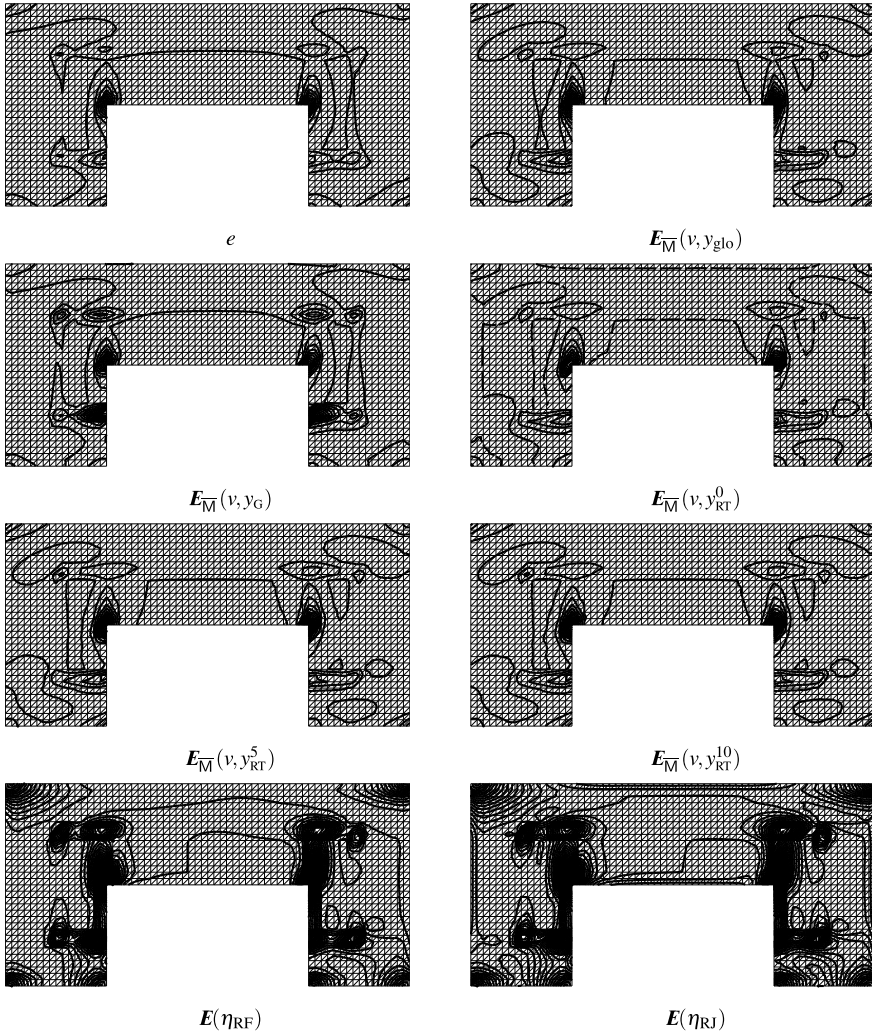 e
E_M̅(v, y_glo)
E_M̅(v, y_G)
E_M̅(v, y_RT^0)
E_M̅(v, y_RT^5)
E_M̅(v, y_RT^10)
E(η_RF)
E(η_RJ)